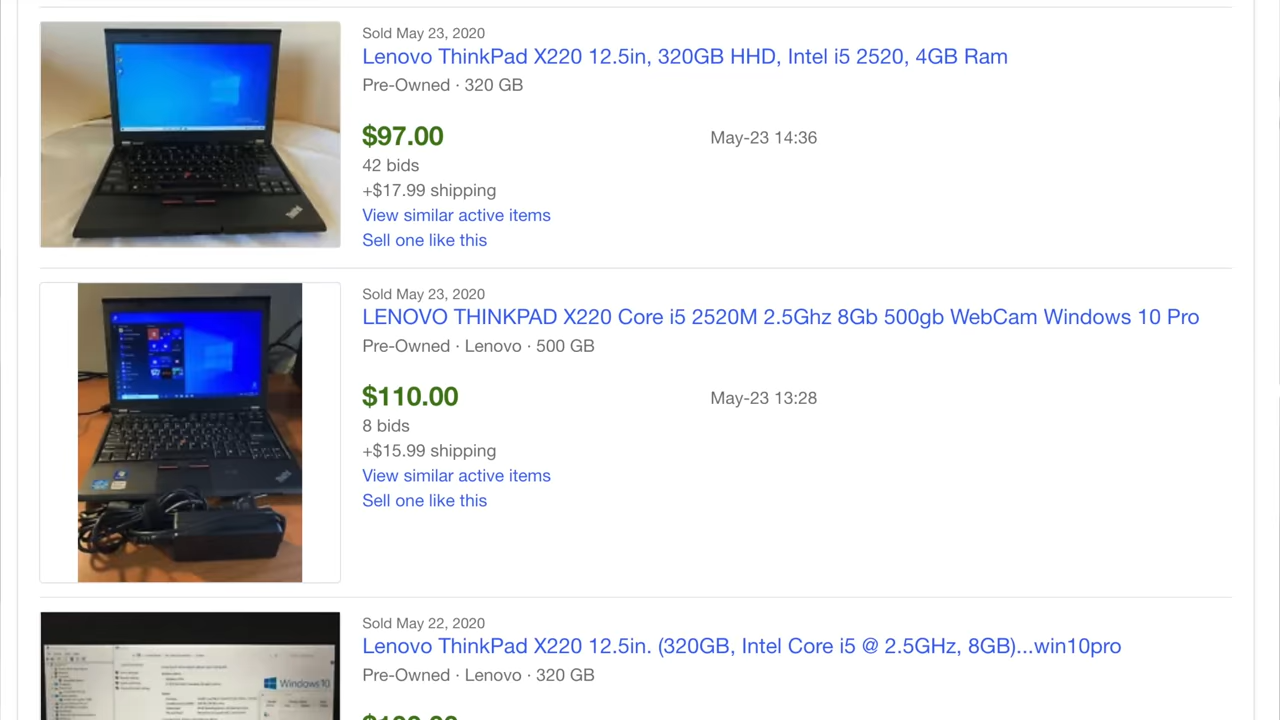 Sold May 23, 2020
Lenovo ThinkPad X220 12.5in, 320GB HHD, Intel i5 2520, 4GB Ram
Pre-Owned · 320 GB
$97.00
May-23 14:36
42 bids
+$17.99 shipping
View similar active items
Sell one like this
Sold May 23, 2020
LENOVO THINKPAD X220 Core i5 2520M 2.5Ghz 8Gb 500gb WebCam Windows 10 Pro
Pre-Owned · Lenovo · 500 GB
$110.00
May-23 13:28
8 bids
+$15.99 shipping
View similar active items
Sell one like this
Sold May 22, 2020
Lenovo ThinkPad X220 12.5in. (320GB, Intel Core i5 @ 2.5GHz, 8GB)...win10pro
Pre-Owned · Lenovo · 320 GB
Windows 10